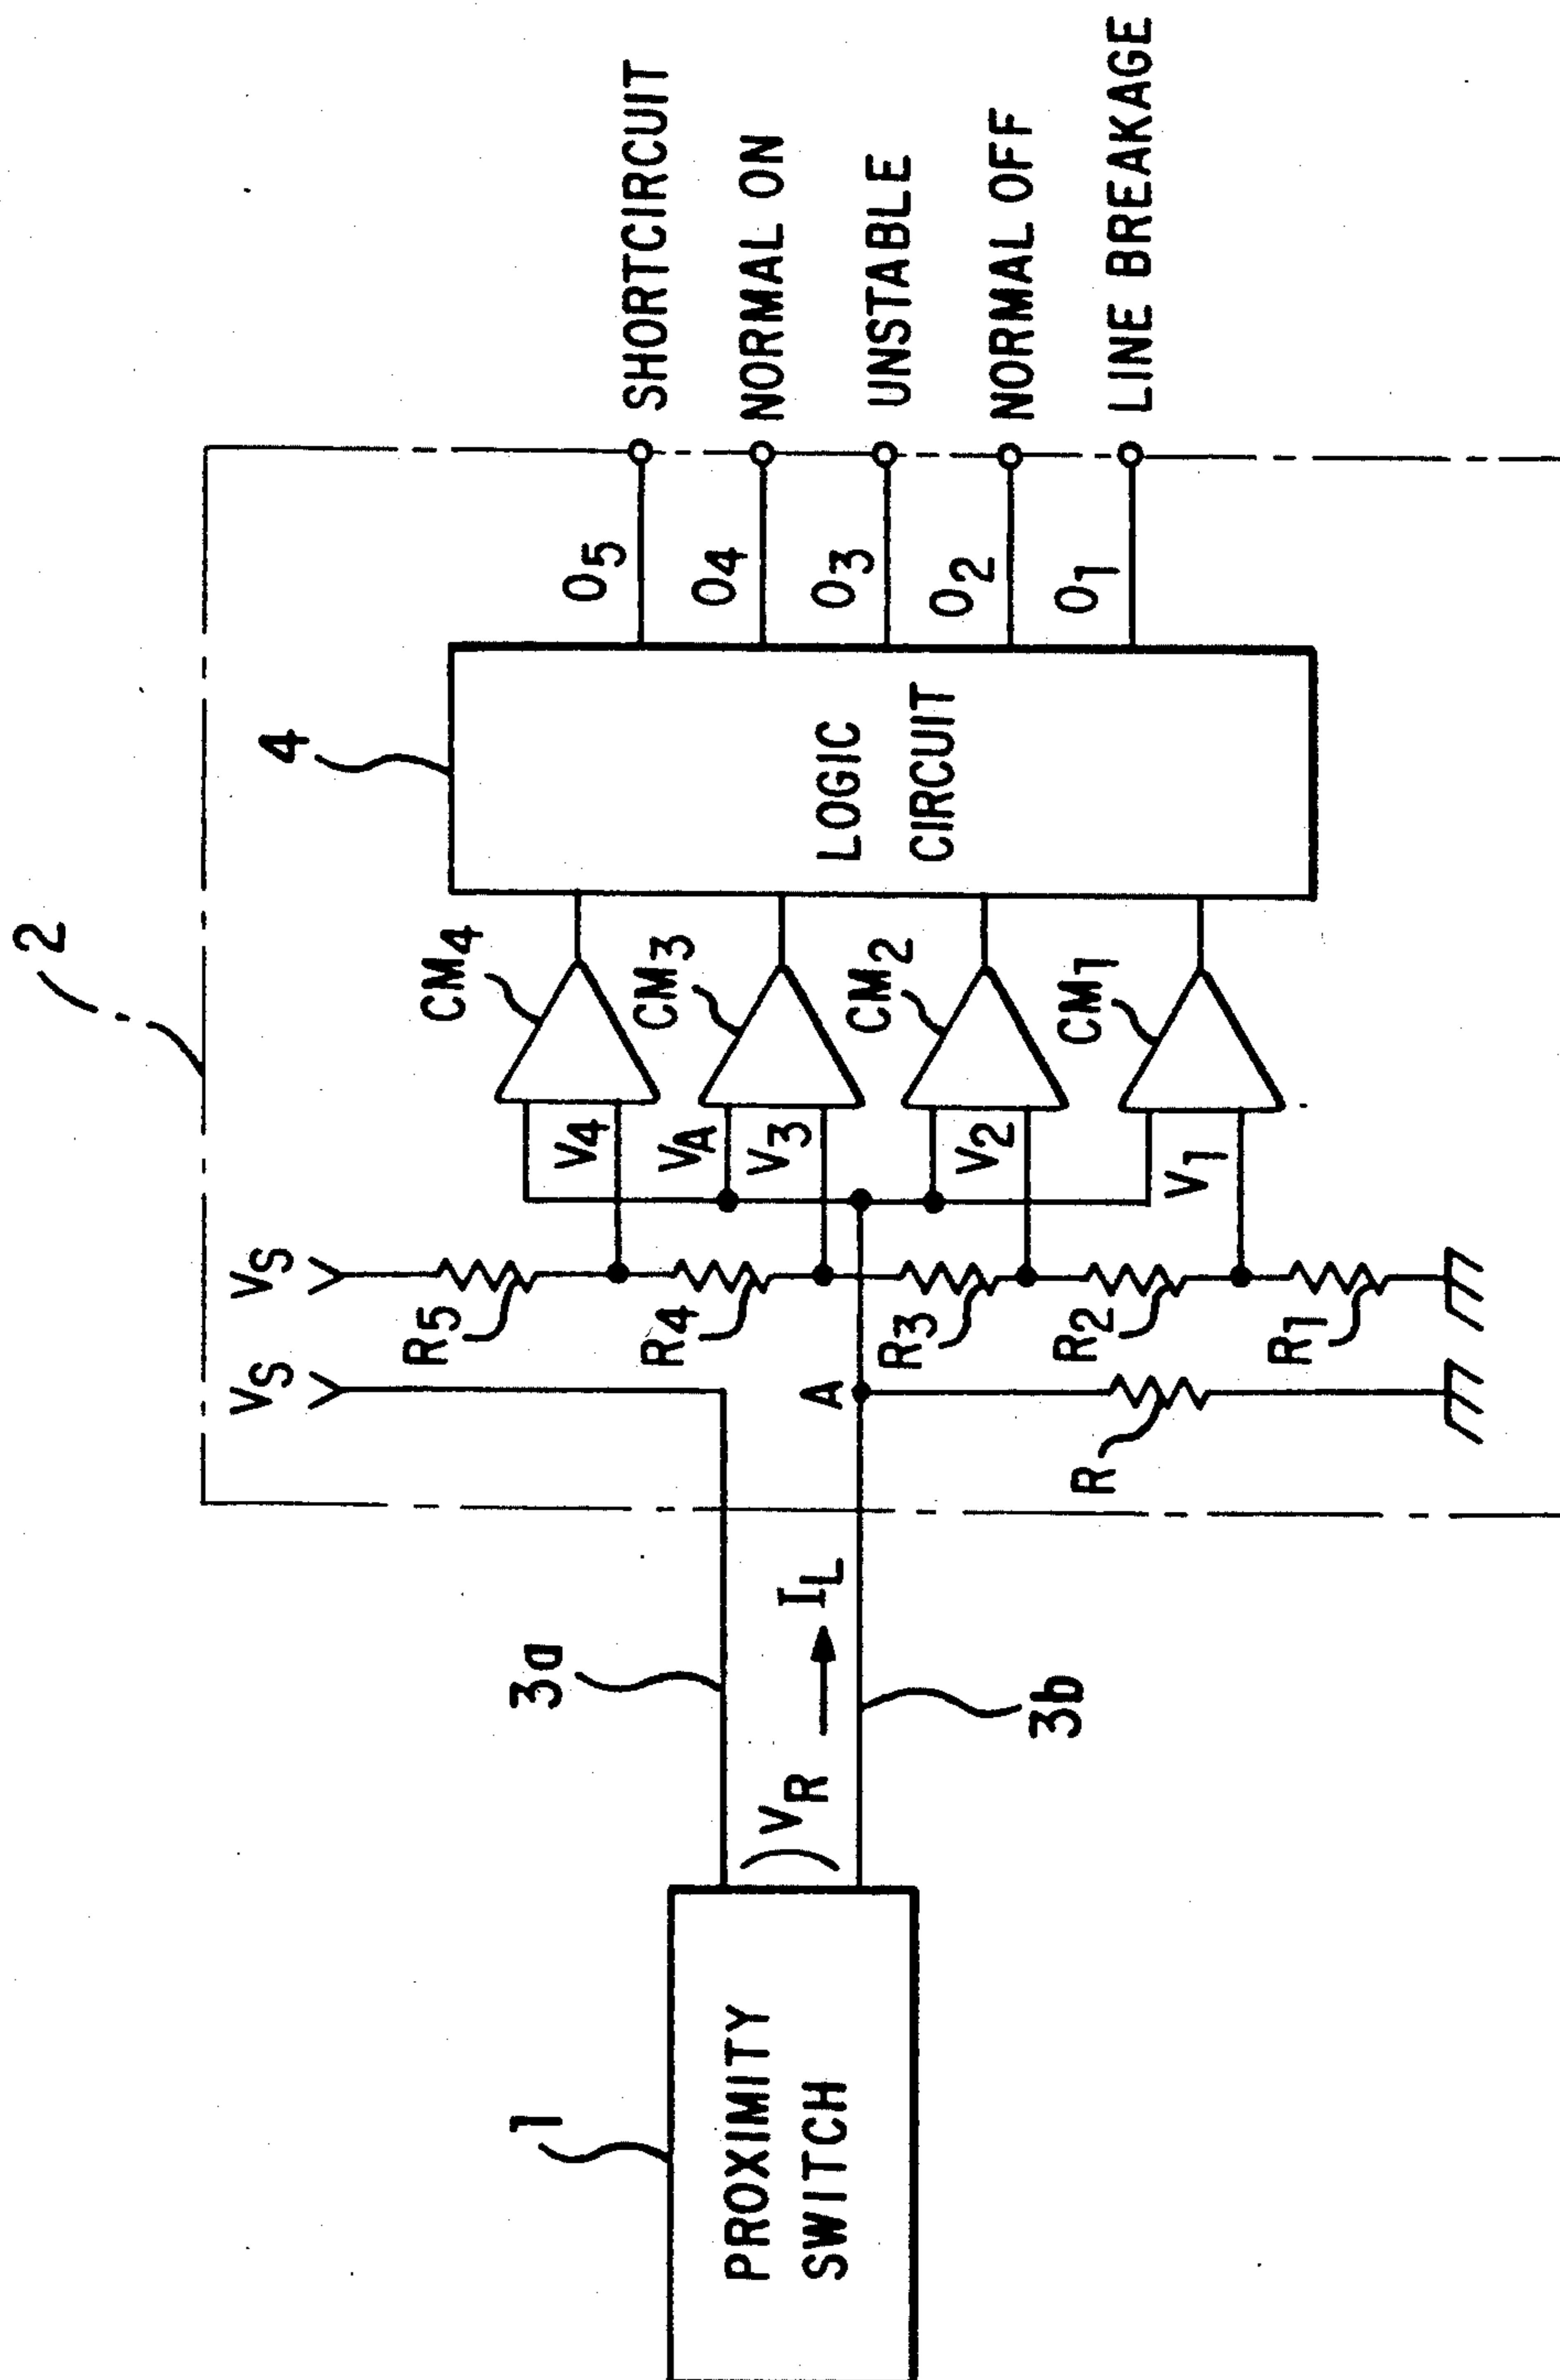 2
4
VS
VS
R5
R4
R3
R2
R1
R
A
V4
VA
V3
V2
V1
CM4
CM3
CM2
CM1
LOGIC
CIRCUIT
O5
O4
O3
O2
O1
SHORTCIRCUIT
NORMAL ON
UNSTABLE
NORMAL OFF
LINE BREAKAGE
1
PROXIMITY
SWITCH
3a
VR
IL
3b